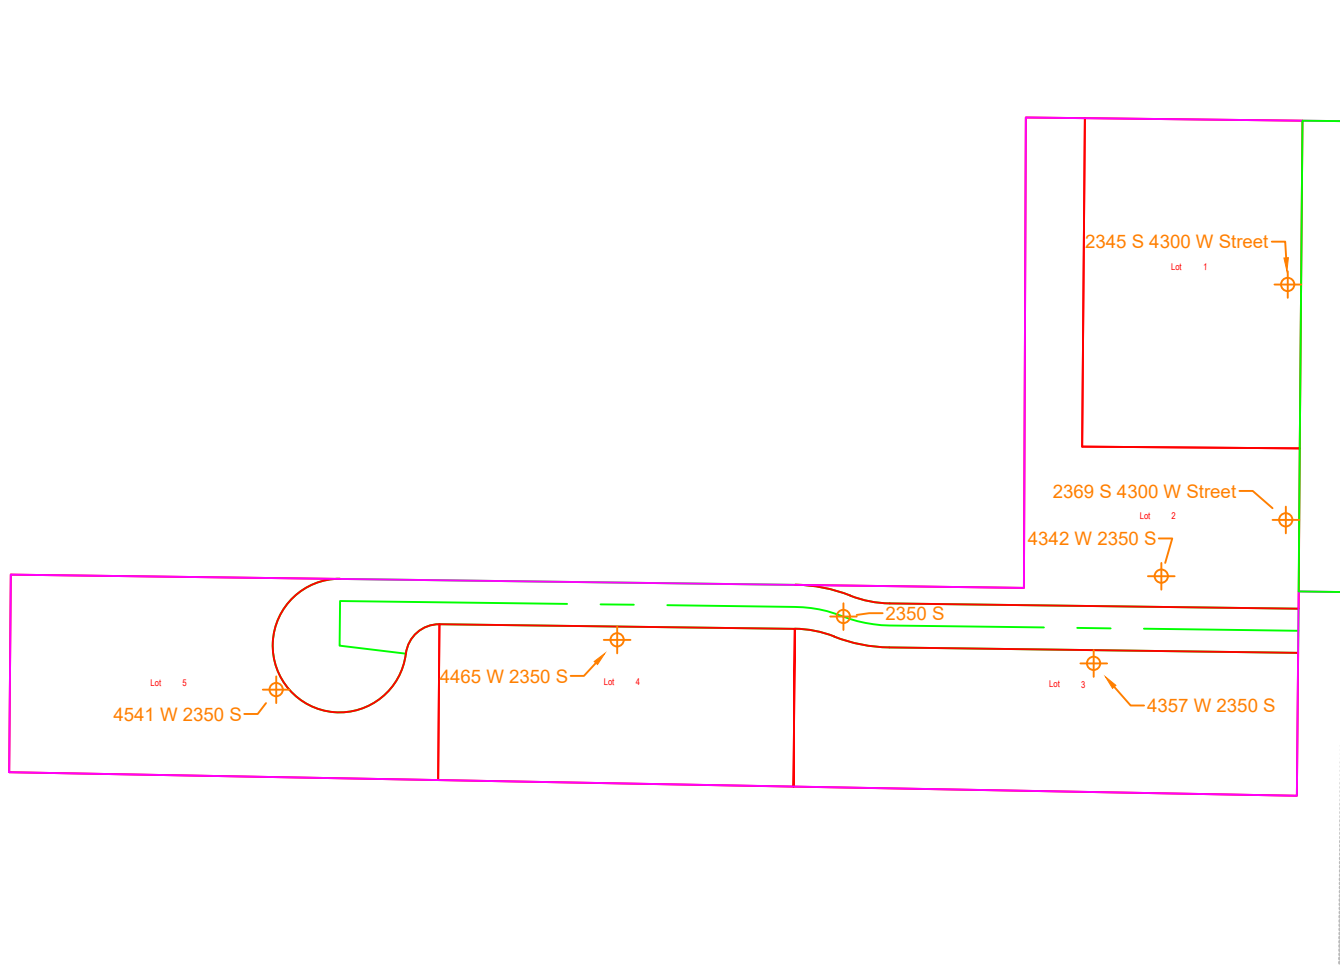 2345 S 4300 W Street
Lot 1
2369 S 4300 W Street
Lot 2
4342 W 2350 S
2350 S
4465 W 2350 S
Lot 4
Lot 5
Lot 3
4541 W 2350 S
4357 W 2350 S